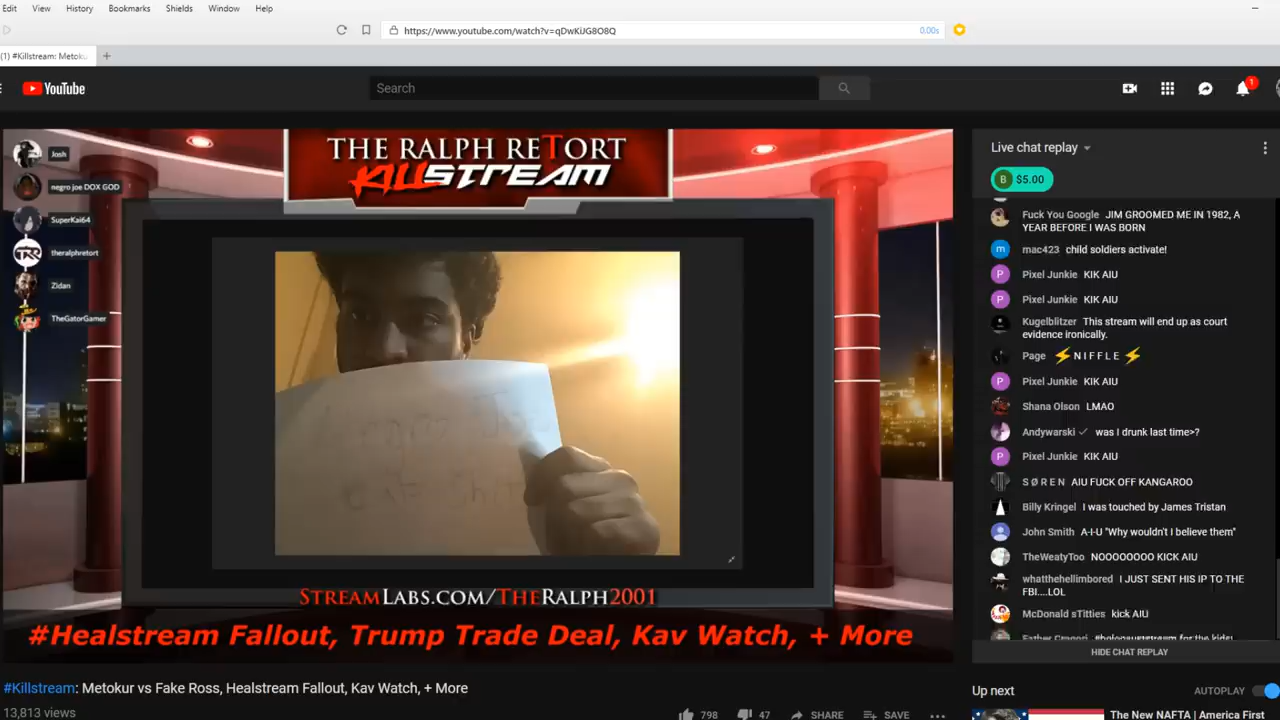 Edit View History Bookmarks Shields Window Help
https://www.youtube.com/watch?v=qDwKiJG8O8Q 0.00s
(1) #Killstream: Metoku
YouTube
Search
1
Josh
negro joe DOX GOD
SuperKai64
theralphretort
Zidan
TheGatorGamer
THE RALPH RETORT
KILLSTREAM
STREAMLABS.COM/THERALPH2001
#Healstream Fallout, Trump Trade Deal, Kav Watch, + More
#Killstream: Metokur vs Fake Ross, Healstream Fallout, Kav Watch, + More
13,813 views
798 47 SHARE SAVE
Live chat replay
B $5.00
Fuck You Google JIM GROOMED ME IN 1982, A
YEAR BEFORE I WAS BORN
m mac423 child soldiers activate!
P Pixel Junkie KIK AIU
P Pixel Junkie KIK AIU
Kugelblitzer This stream will end up as court
evidence ironically.
Page ⚡ N I F F L E ⚡
P Pixel Junkie KIK AIU
Shana Olson LMAO
Andywarski was I drunk last time>?
P Pixel Junkie KIK AIU
S Ø R E N AIU FUCK OFF KANGAROO
Billy Kringel I was touched by James Tristan
John Smith A-I-U "Why wouldn't I believe them"
TheWeatyToo NOOOOOOOO KICK AIU
whatthehellimbored I JUST SENT HIS IP TO THE
FBI....LOL
McDonald sTitties kick AIU
HIDE CHAT REPLAY
Up next AUTOPLAY
The New NAFTA | America First